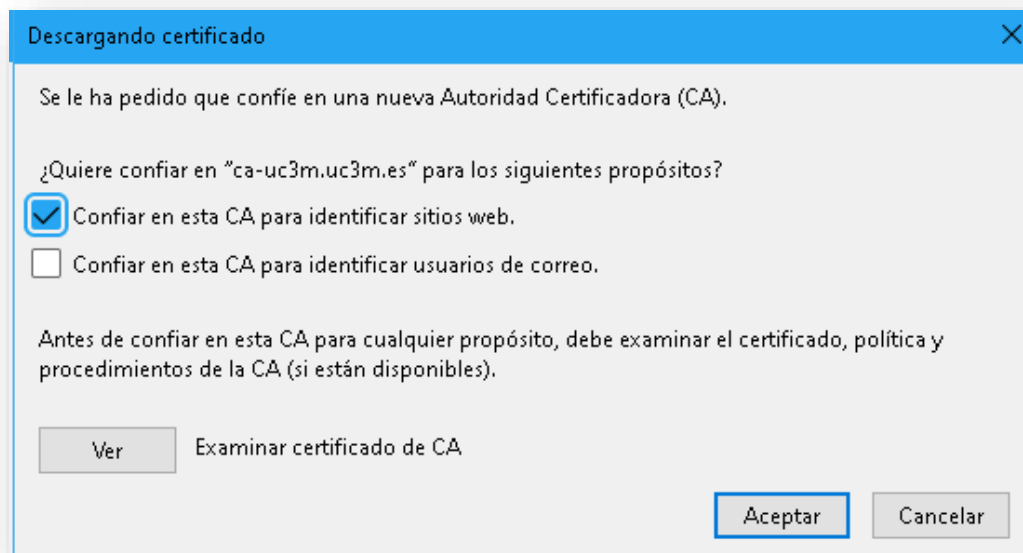 Descargando certificado
Se le ha pedido que confíe en una nueva Autoridad Certificadora (CA).
¿Quiere confiar en “ca-uc3m.uc3m.es“ para los siguientes propósitos?
Confiar en esta CA para identificar sitios web.
Confiar en esta CA para identificar usuarios de correo.
Antes de confiar en esta CA para cualquier propósito, debe examinar el certificado, política y
procedimientos de la CA (si están disponibles).
Ver Examinar certificado de CA
Aceptar Cancelar